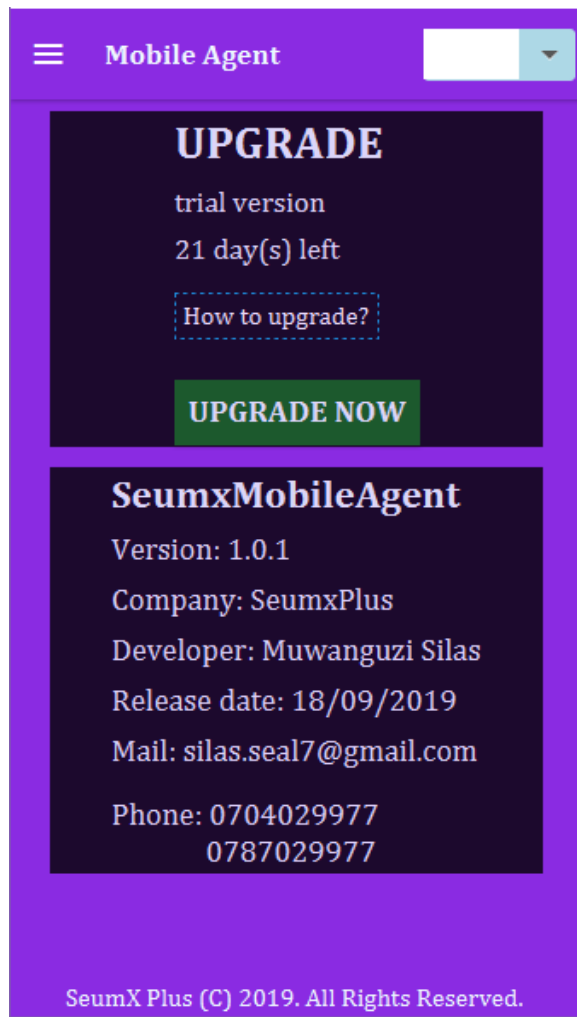 Mobile Agent
UPGRADE
trial version
21 day(s) left
How to upgrade?
UPGRADE NOW
SeumxMobileAgent
Version: 1.0.1
Company: SeumxPlus
Developer: Muwanguzi Silas
Release date: 18/09/2019
Mail: silas.seal7@gmail.com
Phone: 0704029977
0787029977
SeumX Plus (C) 2019. All Rights Reserved.